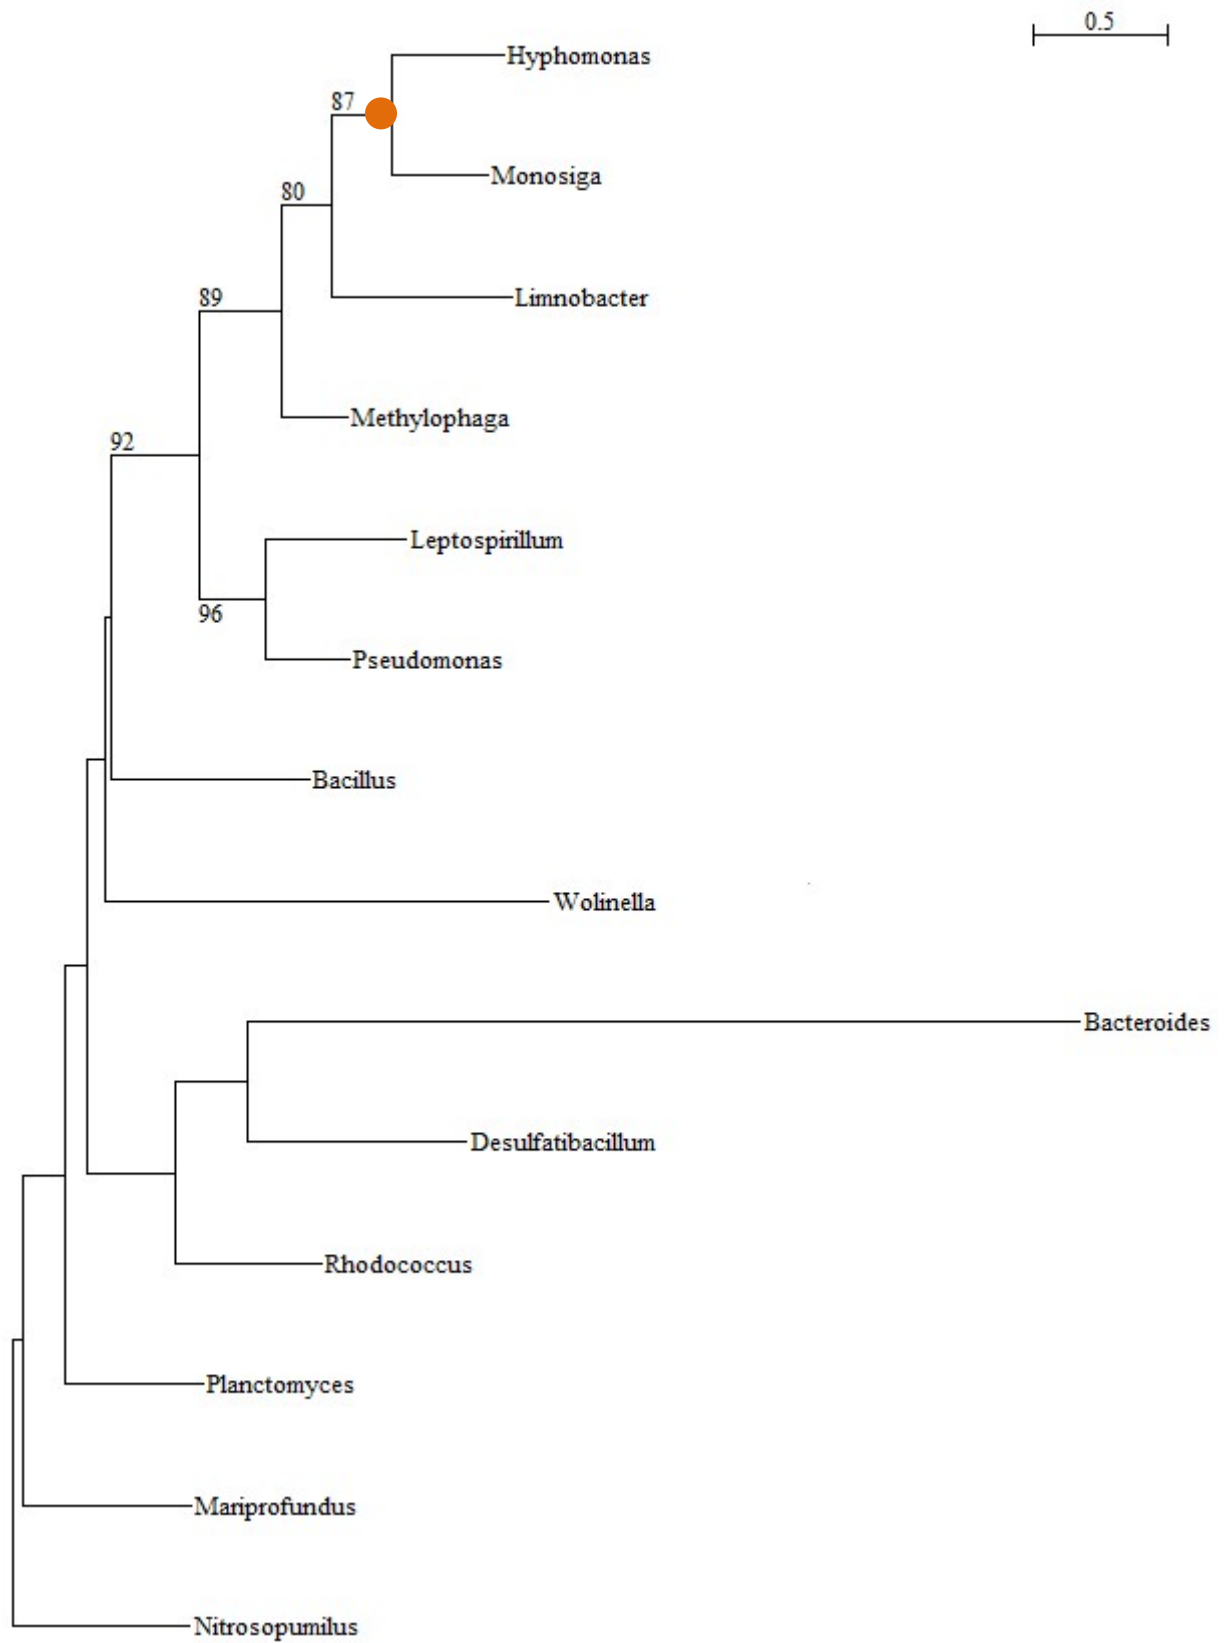 0.5
Hyphomonas
87
Monosiga
80
Limnobacter
89
Methylophaga
92
Leptospirillum
96
Pseudomonas
Bacillus
Wolinella
Bacteroides
Desulfatibacillum
Rhodococcus
Planctomyces
Mariprofundus
Nitrosopumilus